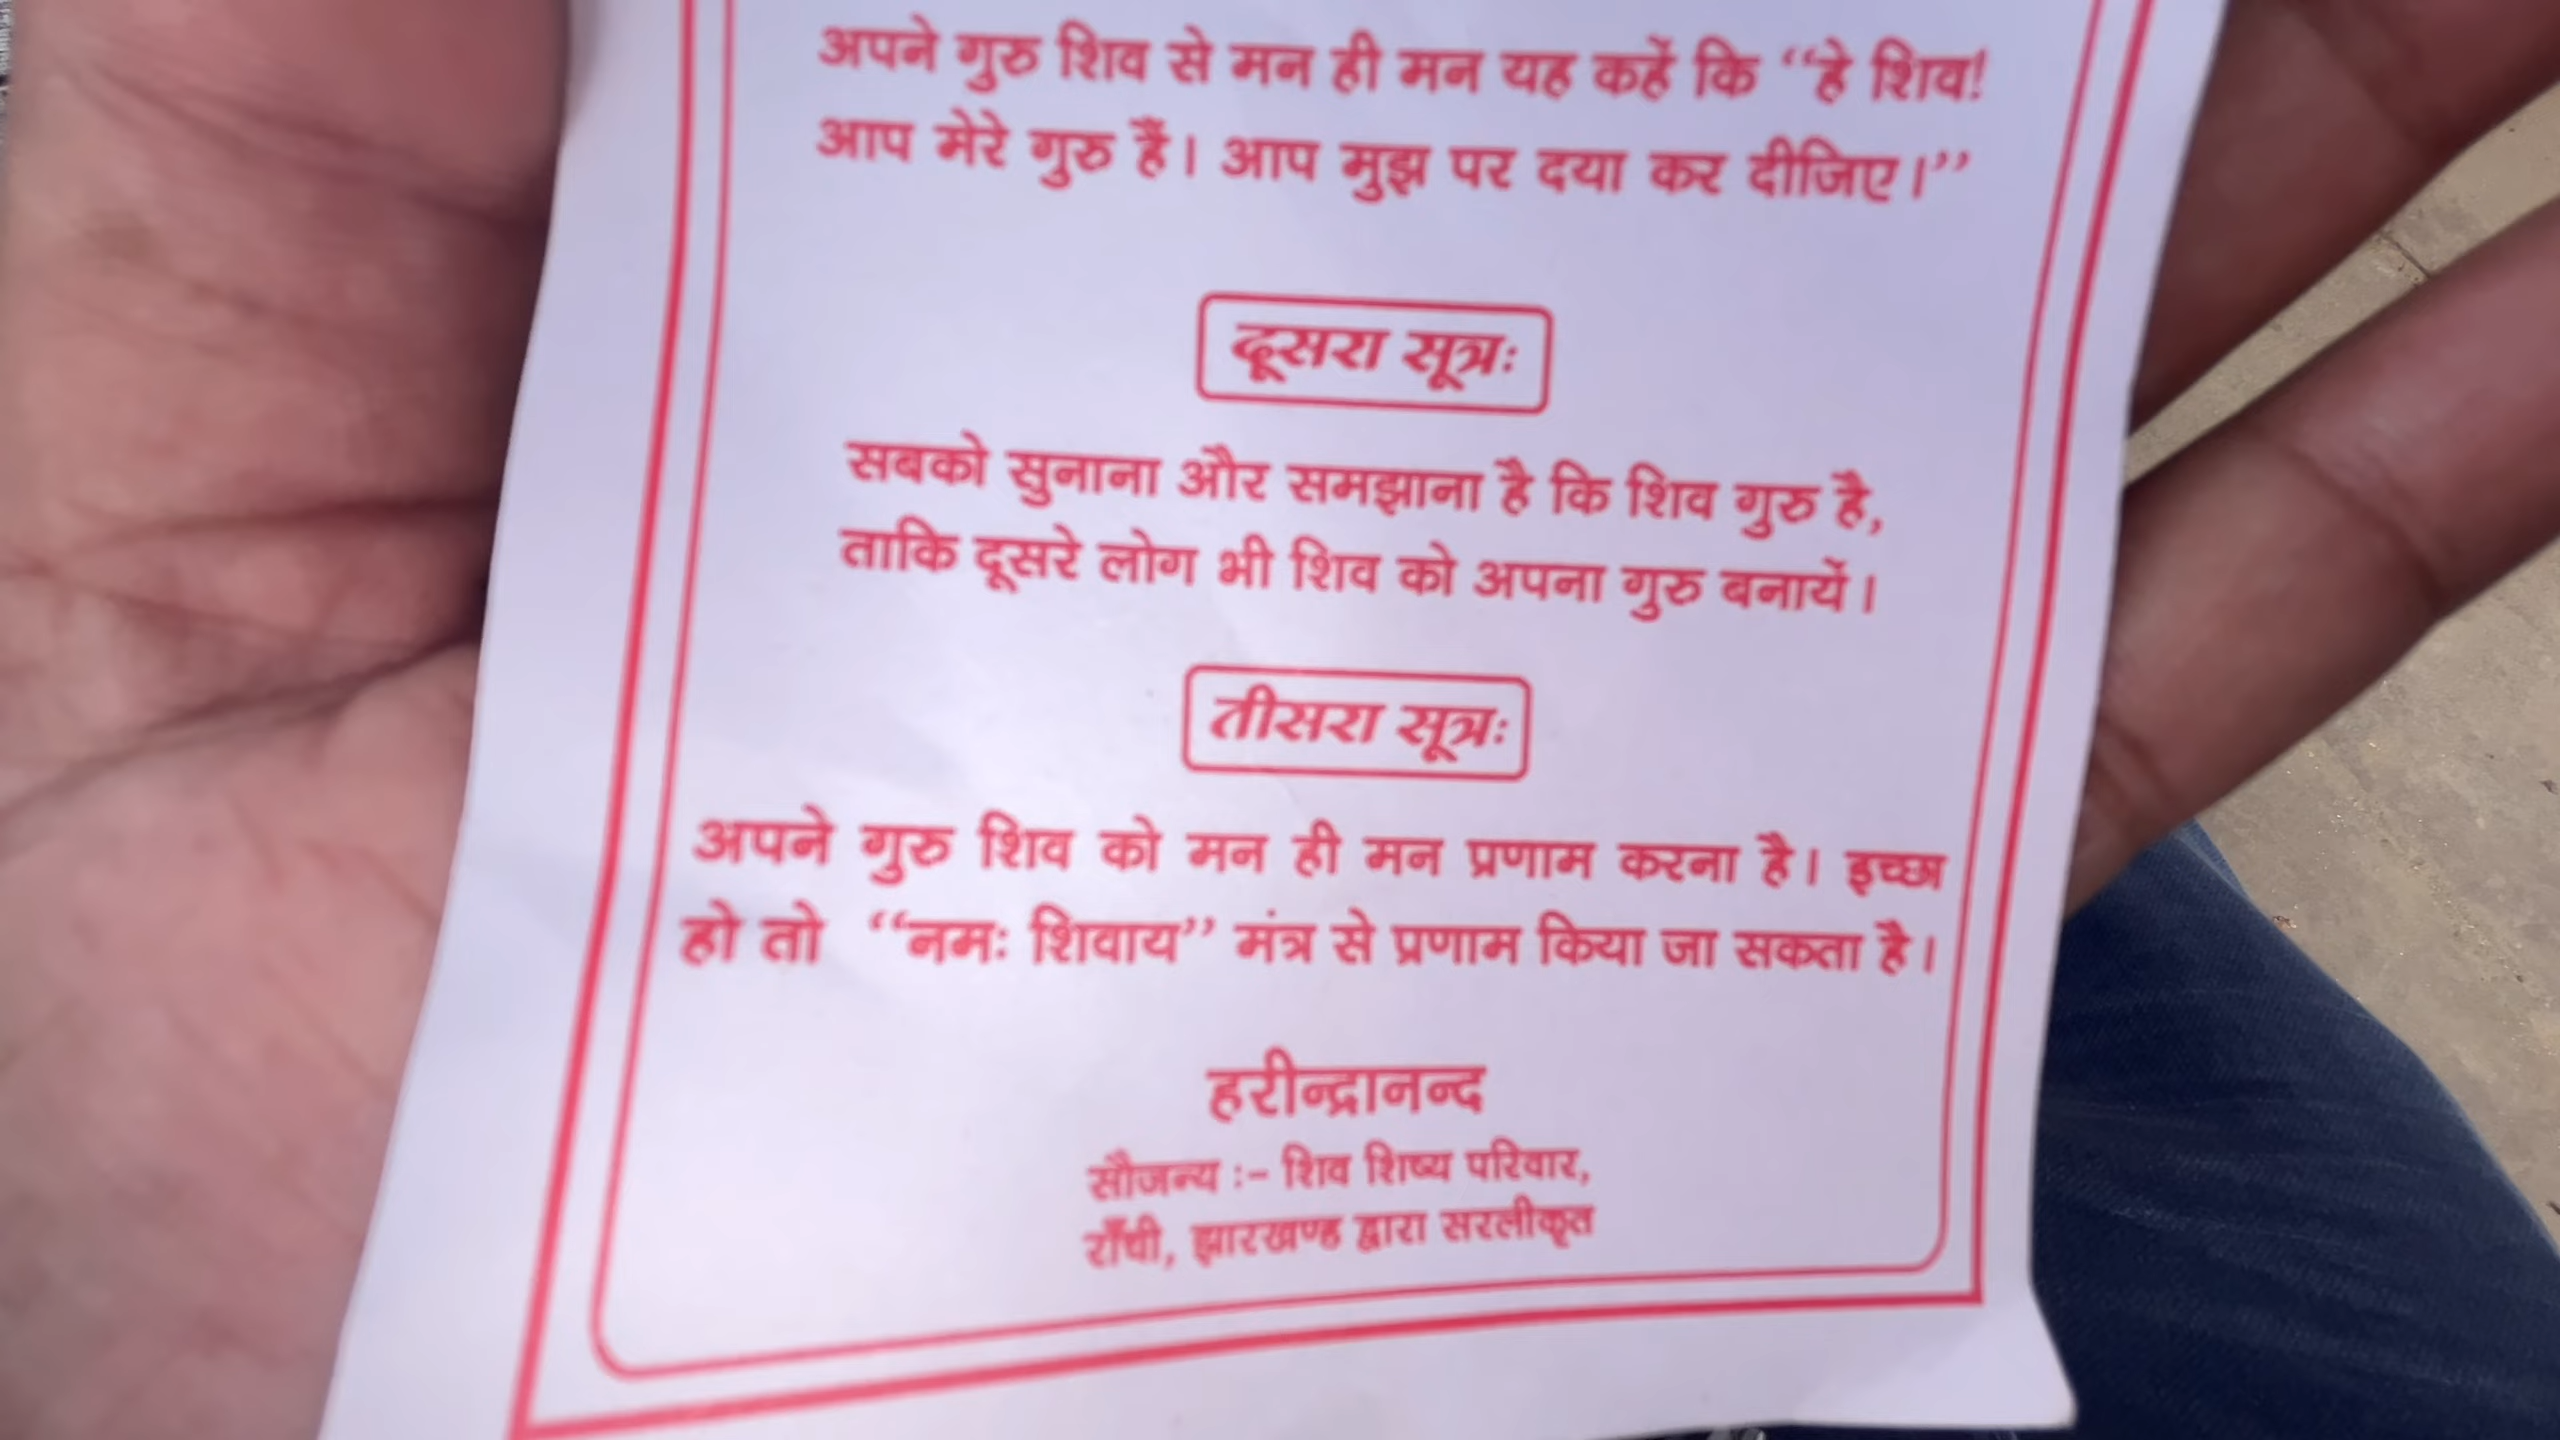 अपने गुरु शिव से मन ही मन यह कहें कि “हे शिव!
आप मेरे गुरु हैं। आप मुझ पर दया कर दीजिए।”
दूसरा सूत्र:
सबको सुनाना और समझाना है कि शिव गुरु है,
ताकि दूसरे लोग भी शिव को अपना गुरु बनायें।
तीसरा सूत्र:
अपने गुरु शिव को मन ही मन प्रणाम करना है। इच्छा
हो तो “नमः शिवाय” मंत्र से प्रणाम किया जा सकता है।
हरीन्द्रानन्द
सौजन्य :- शिव शिष्य परिवार,
राँची, झारखण्ड द्वारा सरलीकृत